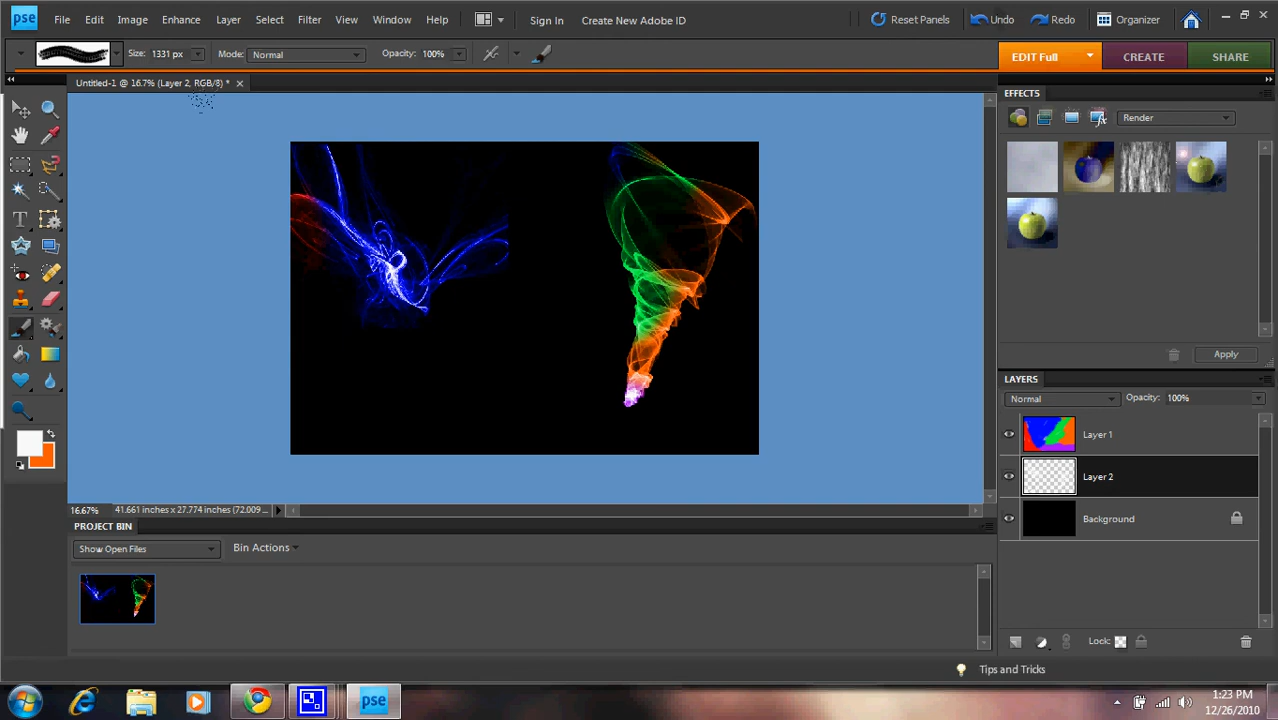 pse File Edit Image Enhance Layer Select Filter View Window Help Sign In Create New Adobe ID Reset Panels Undo Redo Organizer
Size: 1331 px Mode: Normal Opacity: 100% EDIT Full CREATE SHARE
Untitled-1 @ 16.7% (Layer 2, RGB/8) *
EFFECTS
Render
Apply
LAYERS
Normal Opacity: 100%
Layer 1
Layer 2
Background
16.67% 41.661 inches x 27.774 inches (72.009 ...
PROJECT BIN
Show Open Files Bin Actions
Lock:
Tips and Tricks
pse
1:23 PM
12/26/2010